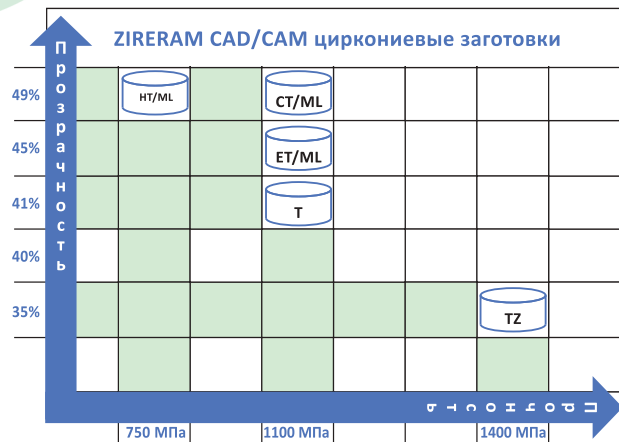 ZIRERAM CAD/CAM циркониевые заготовки
Прозрачность
49%
HT/ML
CT/ML
45%
ET/ML
41%
T
40%
35%
TZ
Прочность
750 МПа
1100 МПа
1400 МПа